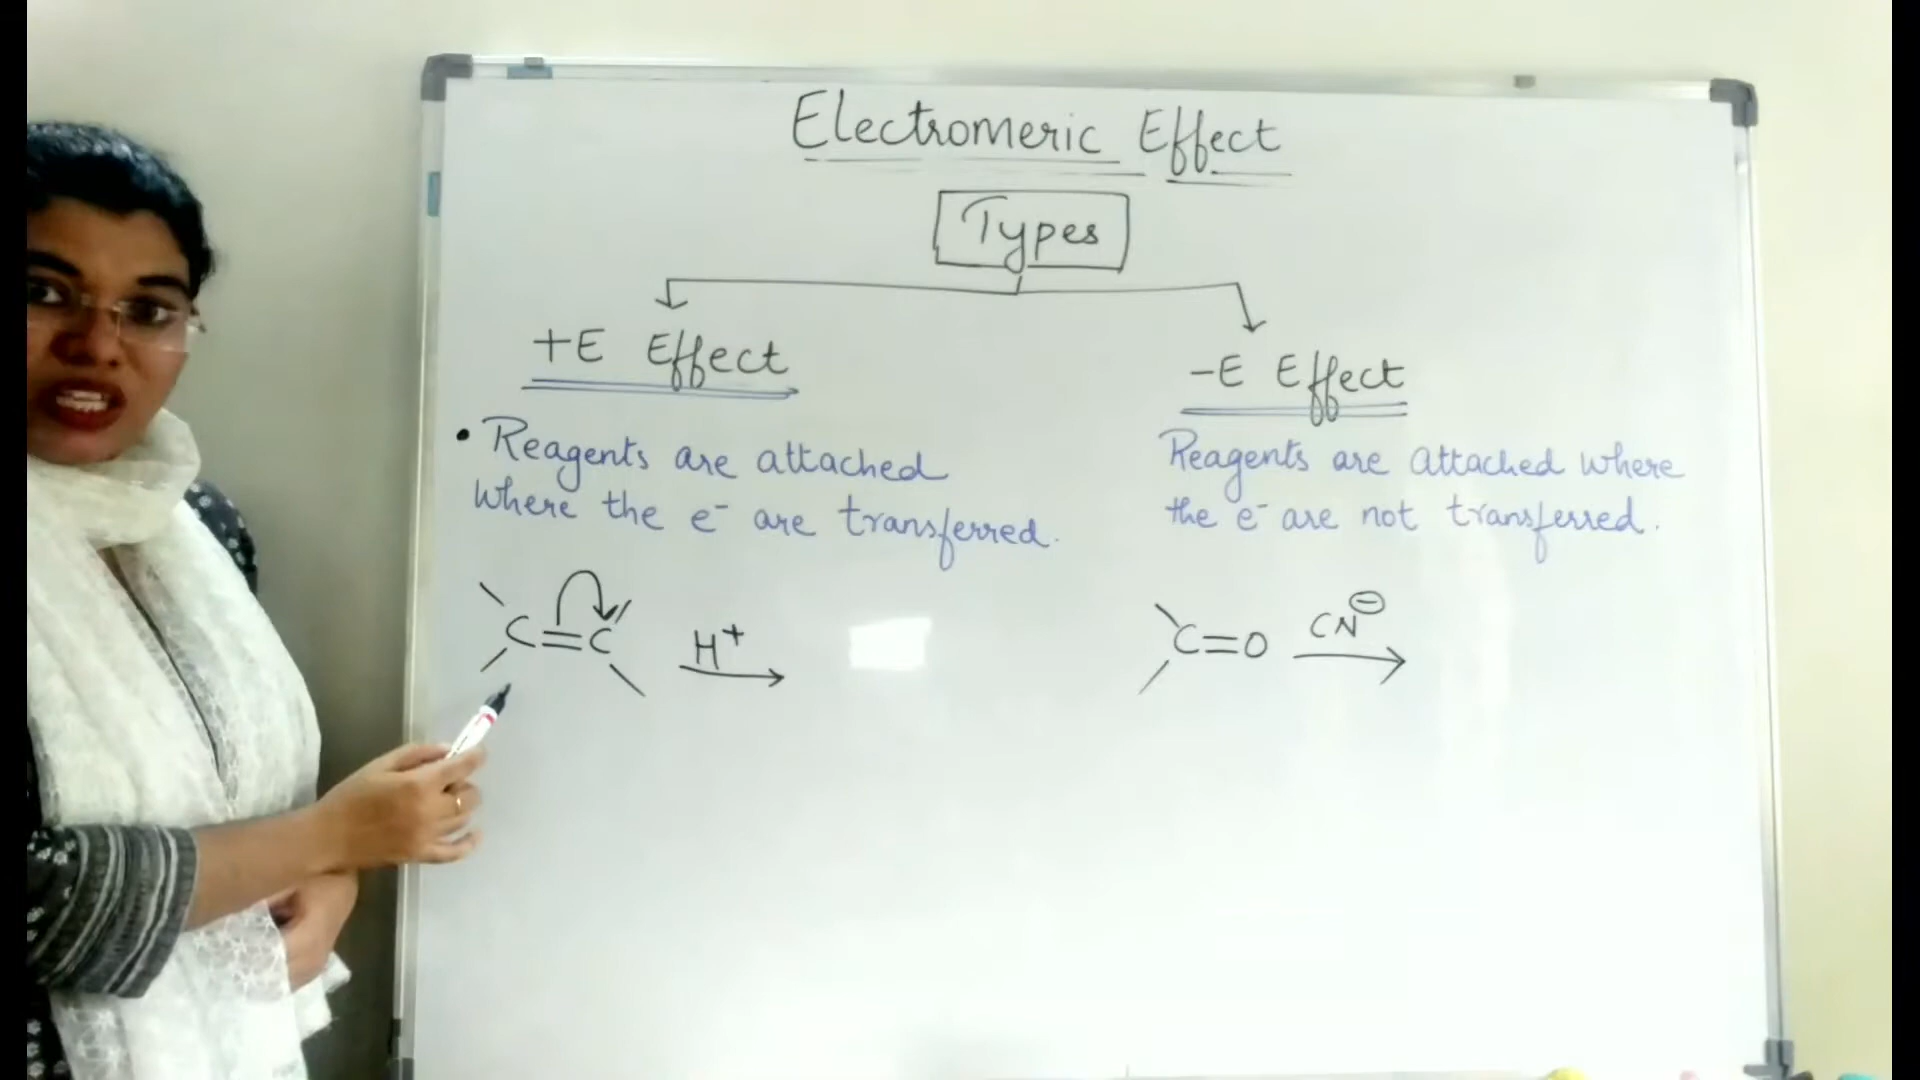 Electromeric Effect
Types
+E Effect
-E Effect
• Reagents are attached
where the e⁻ are transferred.
Reagents are attached where
the e⁻ are not transferred.
C=C H⁺
C=O CN⊖